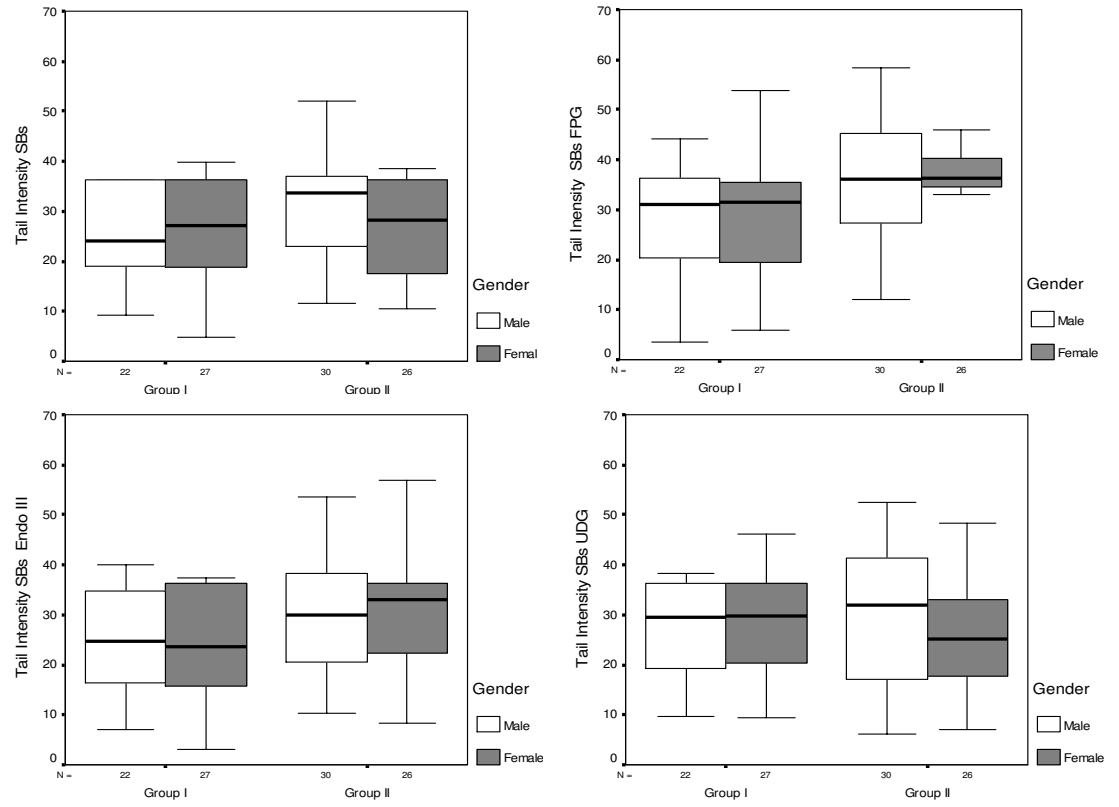 70
60
50
40
30
20
10
0
Tail Intensity SBs
N =
22
27
30
26
Group I
Group II
Gender
Male
Femal
70
60
50
40
30
20
10
0
Tail Inensity SBs FPG
N =
22
27
30
26
Group I
Group II
Gender
Male
Female
70
60
50
40
30
20
10
0
Tail Intensity SBs Endo III
N =
22
27
30
26
Group I
Group II
Gender
Male
Female
70
60
50
40
30
20
10
0
Tail Intensity SBs UDG
N =
22
27
30
26
Group I
Group II
Gender
Male
Female